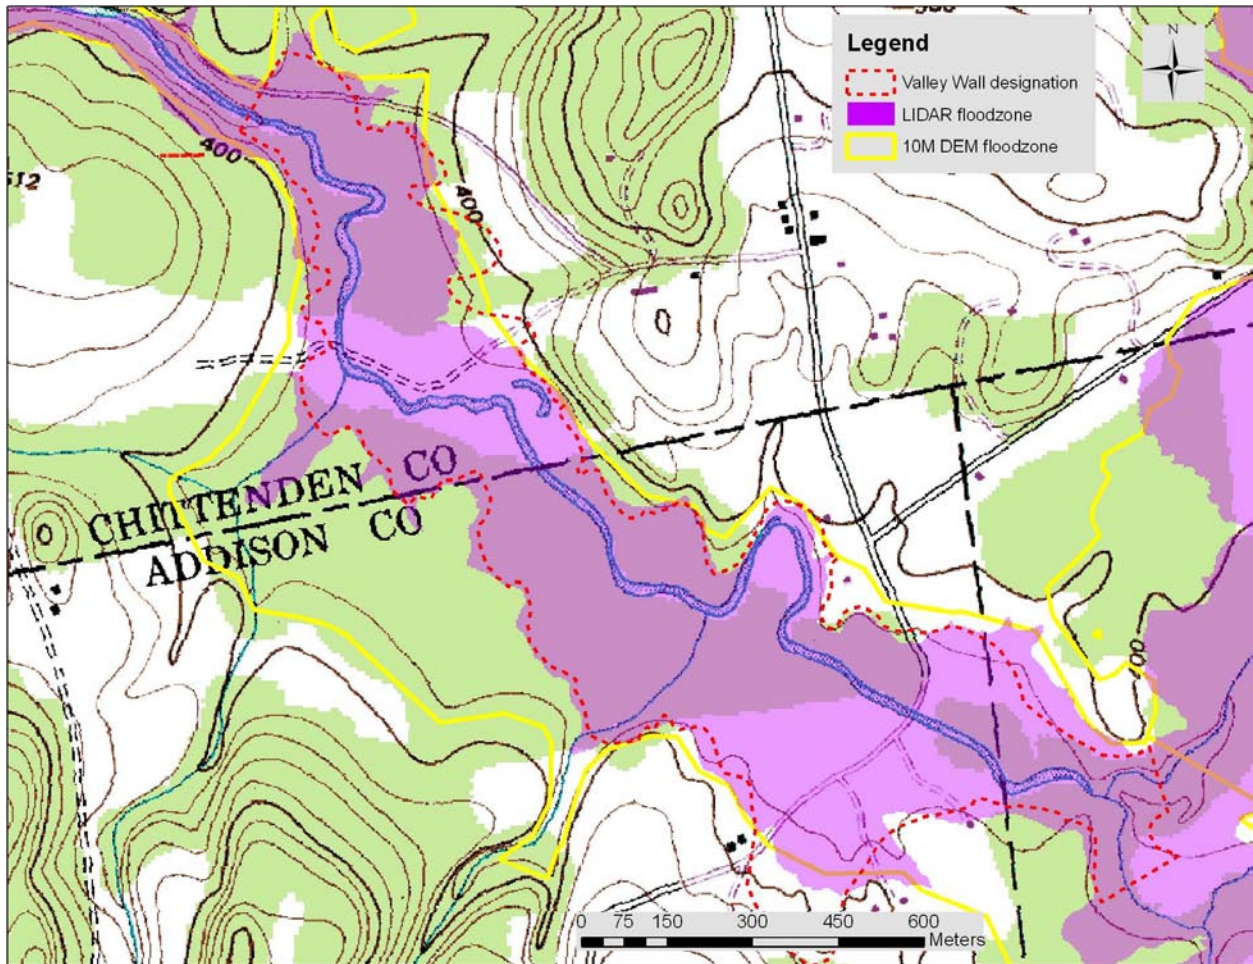 Legend
Valley Wall designation
LIDAR floodzone
10M DEM floodzone
N
400
512
400
CHITTENDEN CO
ADDISON CO
0 75 150 300 450 600
Meters